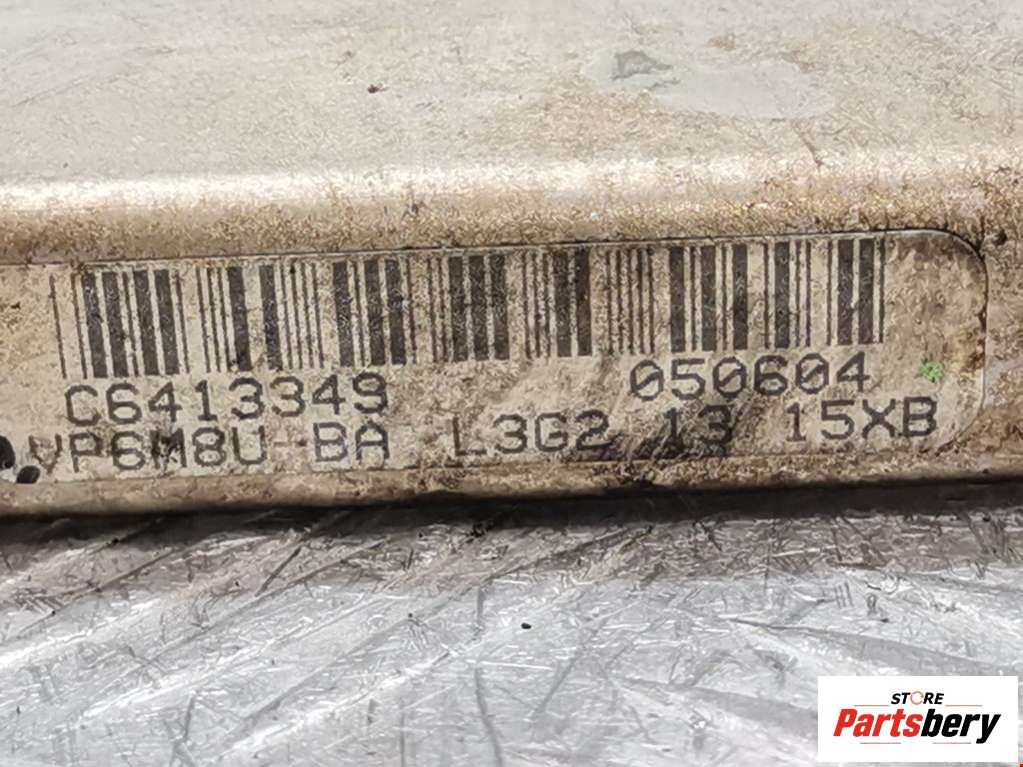 C6413349 050604
VP6M8U-BA L3G2 13 15XB
STORE
Partsbery